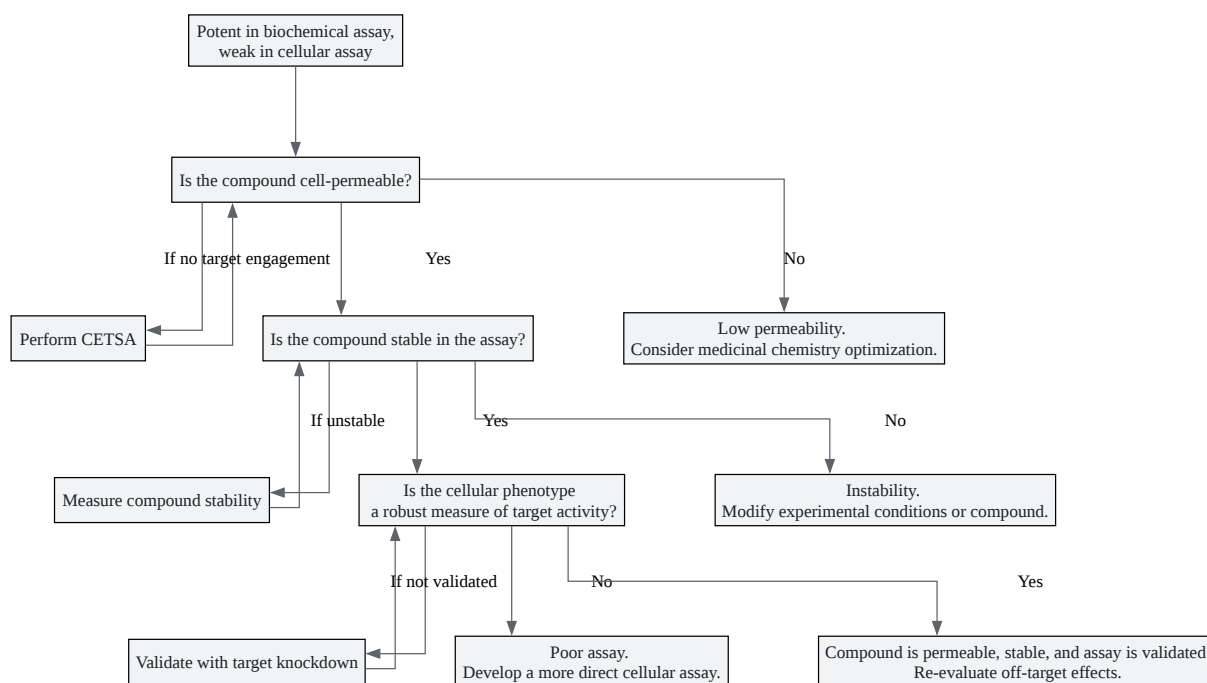 Potent in biochemical assay,
weak in cellular assay
Is the compound cell-permeable?
If no target engagement
Yes
No
Perform CETSA
Is the compound stable in the assay?
Low permeability.
Consider medicinal chemistry optimization.
If unstable
Yes
No
Measure compound stability
Is the cellular phenotype
a robust measure of target activity?
Instability.
Modify experimental conditions or compound.
If not validated
No
Yes
Validate with target knockdown
Poor assay.
Develop a more direct cellular assay.
Compound is permeable, stable, and assay is validated
Re-evaluate off-target effects.